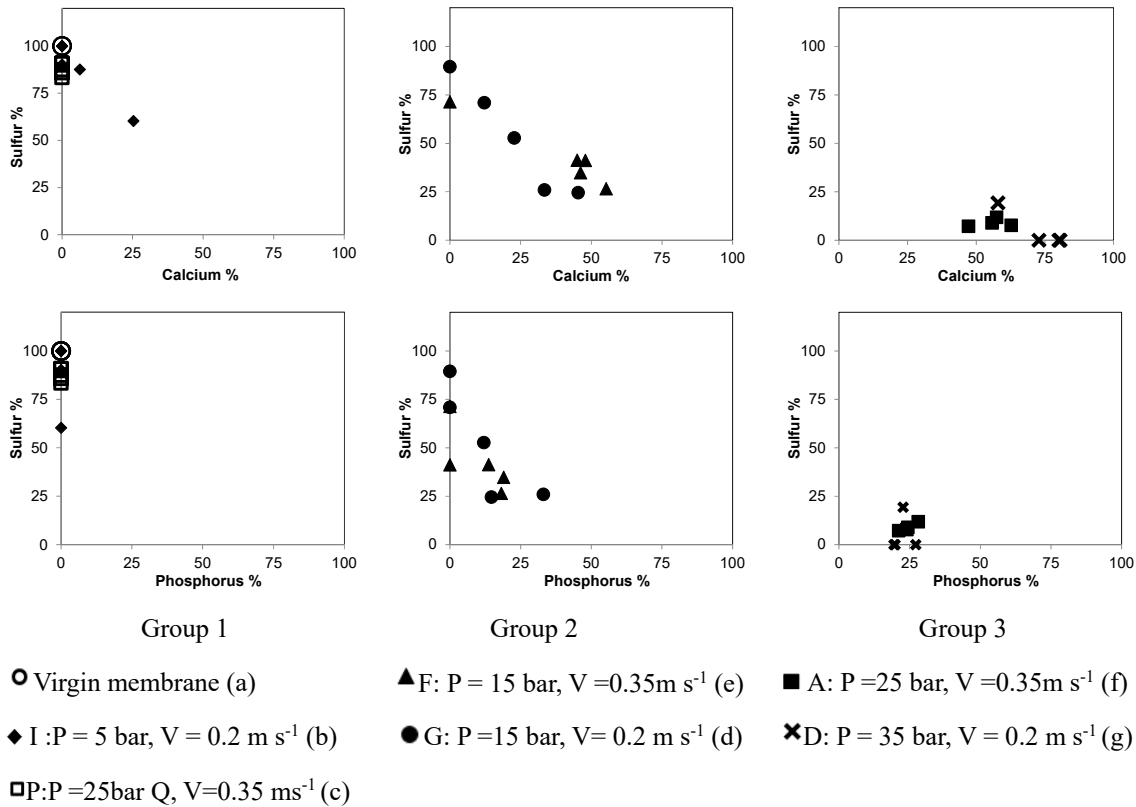 100
75
50
25
0
Sulfur %
0 25 50 75 100
Calcium %
100
75
50
25
0
Sulfur %
0 25 50 75 100
Calcium %
100
75
50
25
0
Sulfur %
0 25 50 75 100
Calcium %
100
75
50
25
0
Sulfur %
0 25 50 75 100
Phosphorus %
100
75
50
25
0
Sulfur %
0 25 50 75 100
Phosphorus %
100
75
50
25
0
Sulfur %
0 25 50 75 100
Phosphorus %
Group 1 Group 2 Group 3
Virgin membrane (a)
F: P = 15 bar, V =0.35m s⁻¹ (e)
A: P =25 bar, V =0.35m s⁻¹ (f)
I :P = 5 bar, V = 0.2 m s⁻¹ (b)
G: P =15 bar, V= 0.2 m s⁻¹ (d)
D: P = 35 bar, V = 0.2 m s⁻¹ (g)
P:P =25bar Q, V=0.35 ms⁻¹ (c)